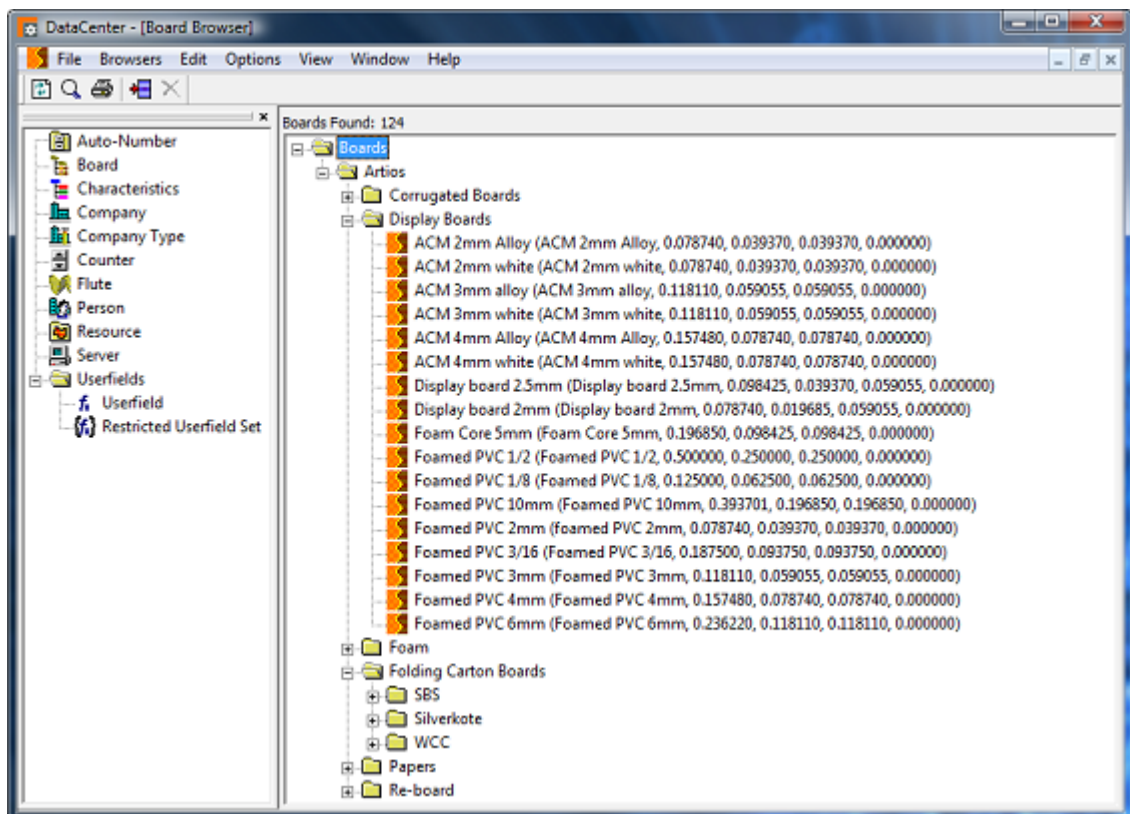 DataCenter - [Board Browser]
File Browsers Edit Options View Window Help
Boards Found: 124
Auto-Number
Board
Characteristics
Company
Company Type
Counter
Flute
Person
Resource
Server
Userfields
Userfield
Restricted Userfield Set
Boards
Artios
Corrugated Boards
Display Boards
ACM 2mm Alloy (ACM 2mm Alloy, 0.078740, 0.039370, 0.039370, 0.000000)
ACM 2mm white (ACM 2mm white, 0.078740, 0.039370, 0.039370, 0.000000)
ACM 3mm alloy (ACM 3mm alloy, 0.118110, 0.059055, 0.059055, 0.000000)
ACM 3mm white (ACM 3mm white, 0.118110, 0.059055, 0.059055, 0.000000)
ACM 4mm Alloy (ACM 4mm Alloy, 0.157480, 0.078740, 0.078740, 0.000000)
ACM 4mm white (ACM 4mm white, 0.157480, 0.078740, 0.078740, 0.000000)
Display board 2.5mm (Display board 2.5mm, 0.098425, 0.039370, 0.059055, 0.000000)
Display board 2mm (Display board 2mm, 0.078740, 0.019685, 0.059055, 0.000000)
Foam Core 5mm (Foam Core 5mm, 0.196850, 0.098425, 0.098425, 0.000000)
Foamed PVC 1/2 (Foamed PVC 1/2, 0.500000, 0.250000, 0.250000, 0.000000)
Foamed PVC 1/8 (Foamed PVC 1/8, 0.125000, 0.062500, 0.062500, 0.000000)
Foamed PVC 10mm (Foamed PVC 10mm, 0.393701, 0.196850, 0.196850, 0.000000)
Foamed PVC 2mm (foamed PVC 2mm, 0.078740, 0.039370, 0.039370, 0.000000)
Foamed PVC 3/16 (Foamed PVC 3/16, 0.187500, 0.093750, 0.093750, 0.000000)
Foamed PVC 3mm (Foamed PVC 3mm, 0.118110, 0.059055, 0.059055, 0.000000)
Foamed PVC 4mm (Foamed PVC 4mm, 0.157480, 0.078740, 0.078740, 0.000000)
Foamed PVC 6mm (Foamed PVC 6mm, 0.236220, 0.118110, 0.118110, 0.000000)
Foam
Folding Carton Boards
SBS
Silverkote
WCC
Papers
Re-board